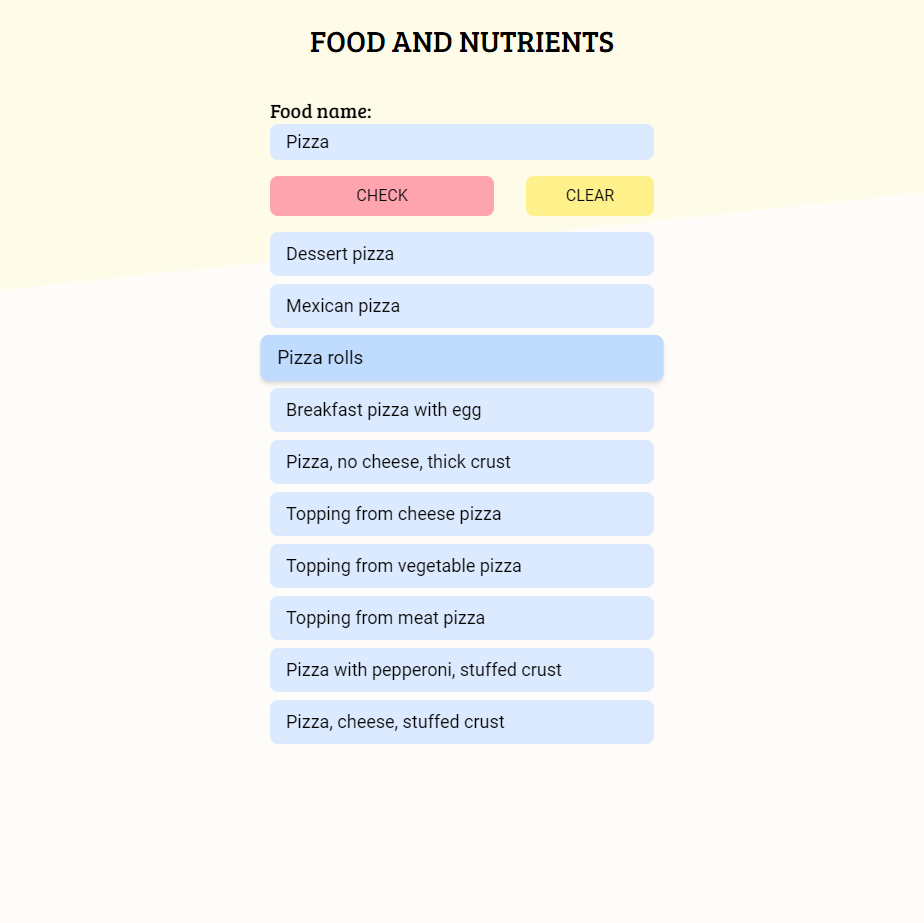 FOOD AND NUTRIENTS
Food name:
Pizza
CHECK CLEAR
Dessert pizza
Mexican pizza
Pizza rolls
Breakfast pizza with egg
Pizza, no cheese, thick crust
Topping from cheese pizza
Topping from vegetable pizza
Topping from meat pizza
Pizza with pepperoni, stuffed crust
Pizza, cheese, stuffed crust